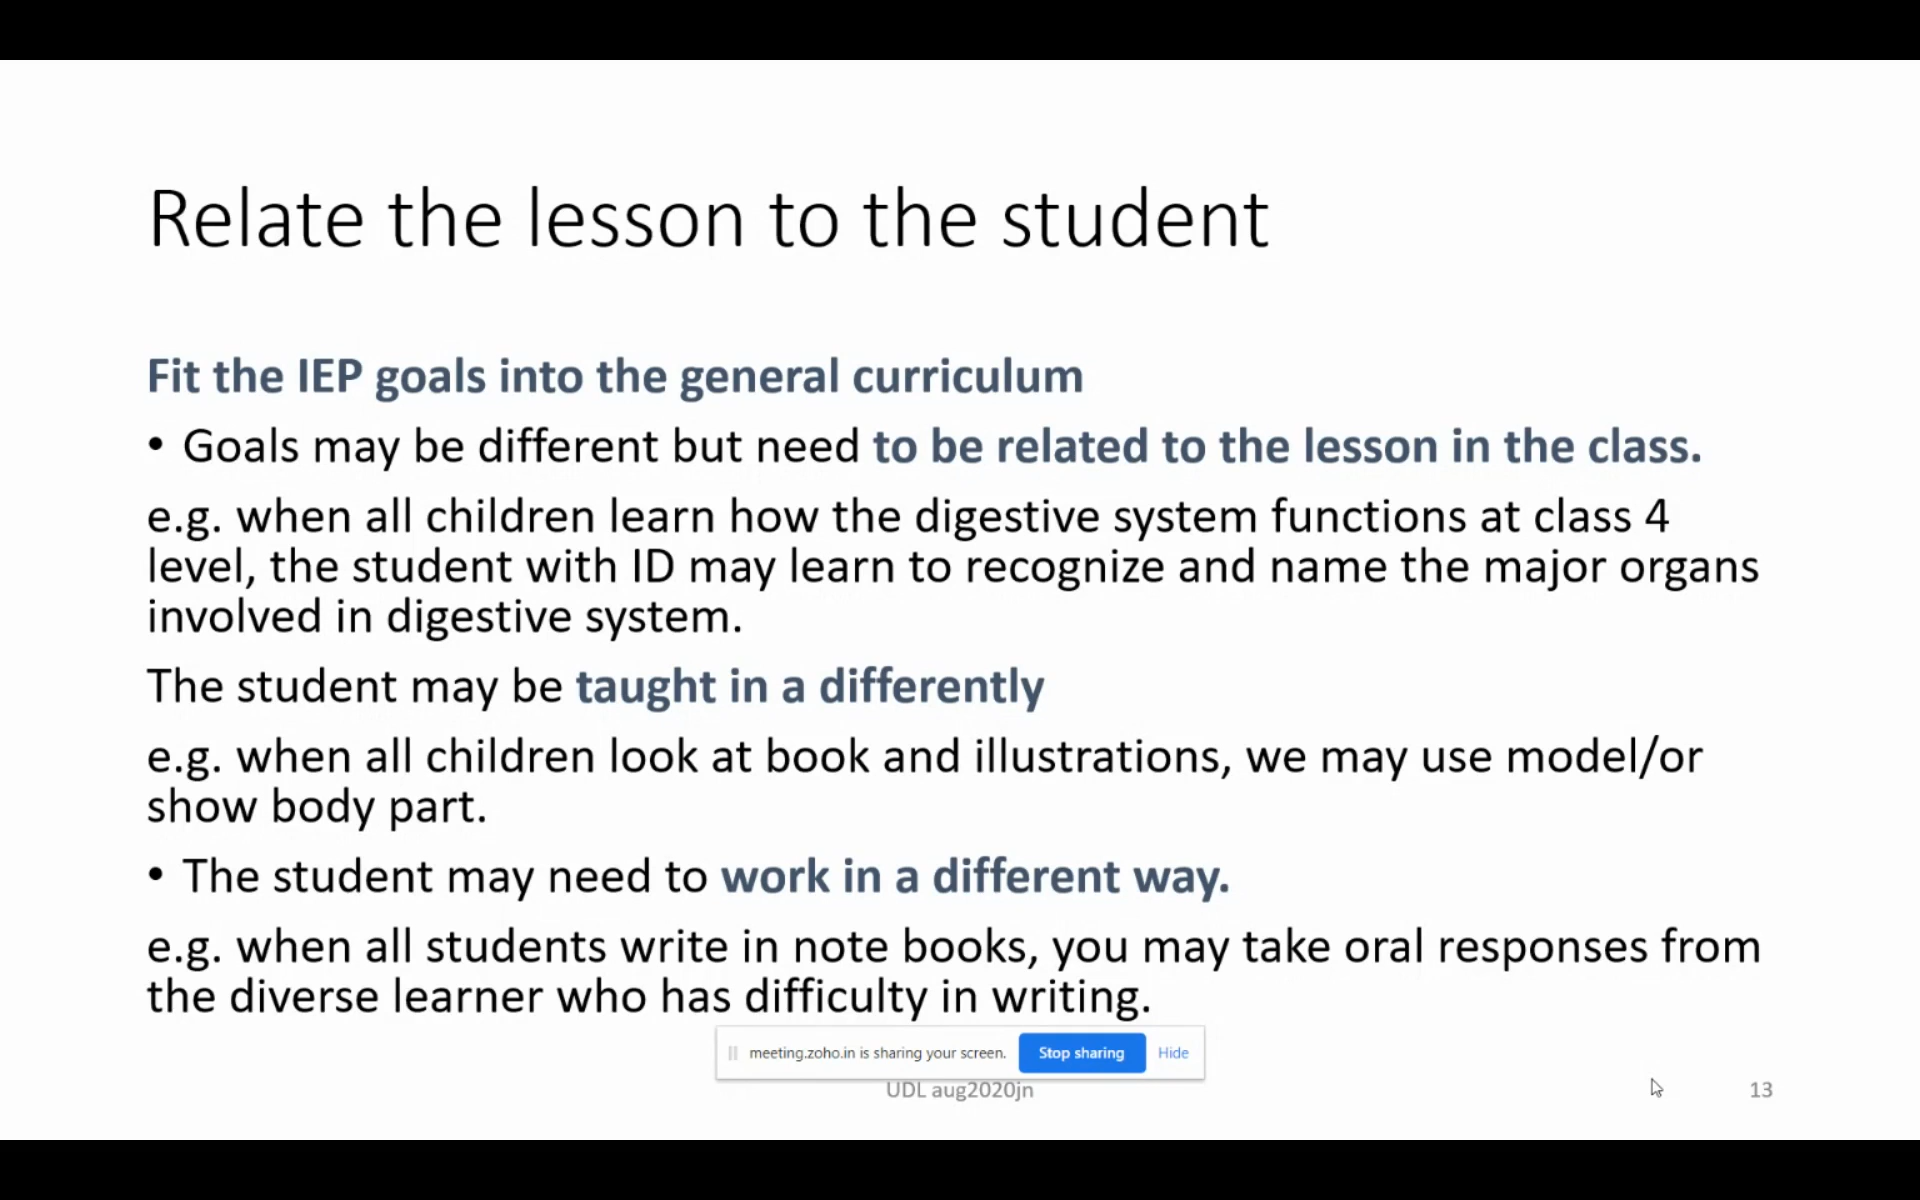 Relate the lesson to the student
Fit the IEP goals into the general curriculum
• Goals may be different but need to be related to the lesson in the class.
e.g. when all children learn how the digestive system functions at class 4
level, the student with ID may learn to recognize and name the major organs
involved in digestive system.
The student may be taught in a differently
e.g. when all children look at book and illustrations, we may use model/or
show body part.
• The student may need to work in a different way.
e.g. when all students write in note books, you may take oral responses from
the diverse learner who has difficulty in writing.
meeting.zoho.in is sharing your screen. Stop sharing Hide
UDL aug2020jn 13